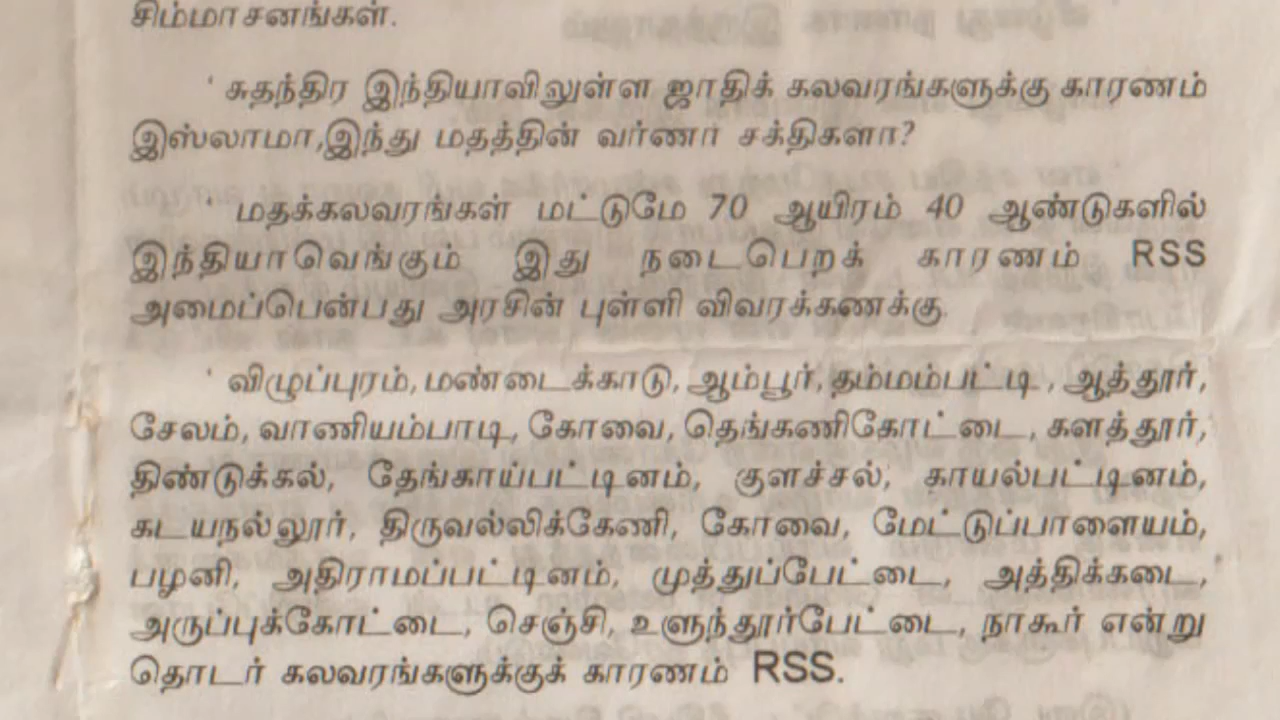 சிம்மாசனங்கள்.
' சுதந்திர இந்தியாவிலுள்ள ஜாதிக் கலவரங்களுக்கு காரணம்
இஸ்லாமா,இந்து மதத்தின் வர்ணர் சக்திகளா?
' மதக்கலவரங்கள் மட்டுமே 70 ஆயிரம் 40 ஆண்டுகளில்
இந்தியாவெங்கும் இது நடைபெறக் காரணம் RSS
அமைப்பென்பது அரசின் புள்ளி விவரக்கணக்கு.
' விழுப்புரம், மண்டைக்காடு, ஆம்பூர், தம்மம்பட்டி, ஆத்தூர்,
சேலம், வாணியம்பாடி, கோவை, தெங்கணிகோட்டை, களத்தூர்,
திண்டுக்கல், தேங்காய்பட்டினம், குளச்சல், காயல்பட்டினம்,
கடயநல்லூர், திருவல்லிக்கேணி, கோவை, மேட்டுப்பாளையம்,
பழனி, அதிராமப்பட்டினம், முத்துப்பேட்டை, அத்திக்கடை,
அருப்புக்கோட்டை, செஞ்சி, உளுந்தூர்பேட்டை, நாகூர் என்று
தொடர் கலவரங்களுக்குக் காரணம் RSS.